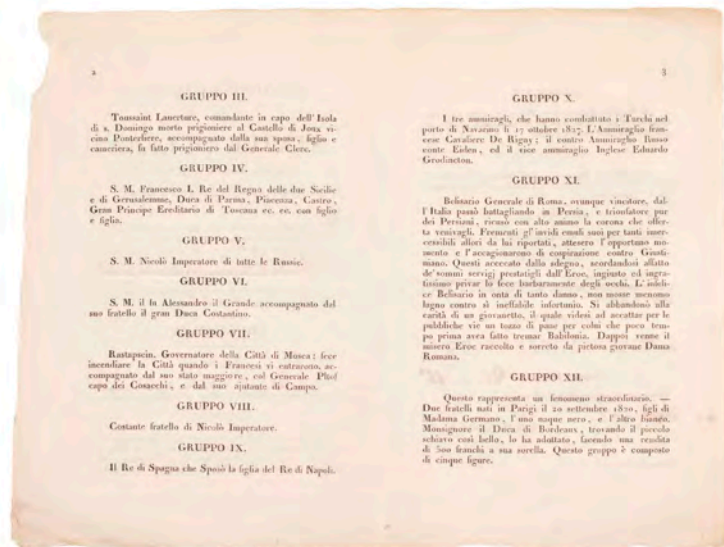 2
GRUPPO III.
Toussaint Lauerture, comandante in capo dell' Isola
di s. Domingo morto prigioniere al Castello di Joux vi-
cino Ponterliere, accompagnato dalla sua sposa, figlio e
cameriera, fu fatto prigioniero dal Generale Clerc.
GRUPPO IV.
S. M. Francesco I. Re del Regno delle due Sicilie
e di Gerusalemme, Duca di Parma, Piacenza, Castro,
Gran Principe Ereditario di Toscana ec. ec. con figlio
e figlia.
GRUPPO V.
S. M. Nicolò Imperatore di tutte le Russie.
GRUPPO VI.
S. M. il fu Alessandro il Grande accompagnato dal
suo fratello il gran Duca Costantino.
GRUPPO VII.
Rastapscin, Governatore della Città di Mosca; fece
incendiare la Città quando i Francesi vi entrarono, ac-
compagnato dal suo stato maggiore, col Generale
capo dei Cosacchi, e dal suo ajutante di Campo.
GRUPPO VIII.
Costante fratello di Nicolò Imperatore.
GRUPPO IX.
Il Re di Spagna che Sposò la figlia del Re di Napoli.
3
GRUPPO X.
I tre ammiragli, che hanno combattuto i Turchi nel
porto di Navarino li 17 ottobre 1827. L'Ammiraglio fran-
cese Cavaliere De Rigny; il contro Ammiraglio Russo
conte Eiden, ed il vice ammiraglio Inglese Eduardo
Grodincton.
GRUPPO XI.
Belisario Generale di Roma, ovunque vincitore, dal-
l'Italia passò battagliando in Persia, e trionfatore pur
dei Persiani, ricusò con alto animo la corona che offer-
ta venivagli. Frementi gl' invidi emuli suoi per tanti imer-
cessibili allori da lui riportati, attesero l'opportuno mo-
mento e l'accagionarono di cospirazione contro Giusti-
niano. Questi accecato dallo sdegno, scordandosi affatto
de' sommi servigj prestatigli dall'Eroe, ingiusto ed ingra-
tissimo privar lo fece barbaramente degli occhi. L' infeli-
ce Belisario in onta di tanto danno, non mosse menomo
lagno contro sì ineffabile infortunio. Si abbandonò alla
carità di un giovanetto, il quale videsi ad accattar per le
pubbliche vie un tozzo di pane per colui che poco tem-
po prima avea fatto tremar Babilonia. Dappoi venne il
misero Eroe raccolto e sorreto da pietosa giovane Dama
Romana.
GRUPPO XII.
Questo rappresenta un fenomeno straordinario. —
Due fratelli nati in Parigi il 20 settembre 1820, figli di
Madama Germano, l'uno naque nero, e l'altro bianco.
Monsignore il Duca di Bordeaux, trovando il piccolo
schiavo così bello, lo ha adottato, facendo una rendita
di 500 franchi a sua sorella. Questo gruppo è composto
di cinque figure.